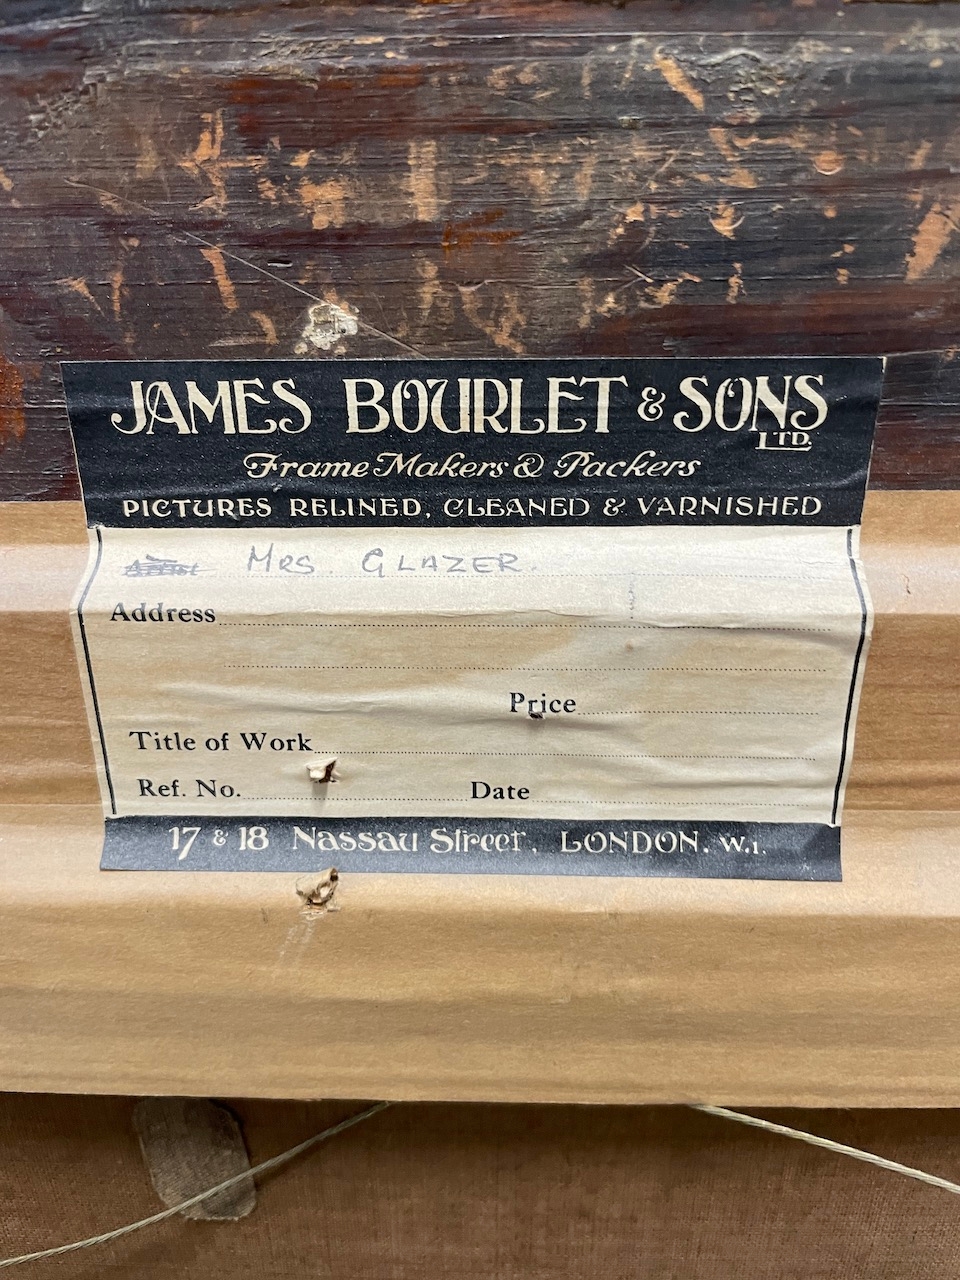 JAMES BOURLET & SONS LTD.
Frame Makers & Packers
PICTURES RELINED, CLEANED & VARNISHED
Artist MRS. GLAZER.
Address
Price
Title of Work
Ref. No. Date
17 & 18 Nassau Street, LONDON. W.1.